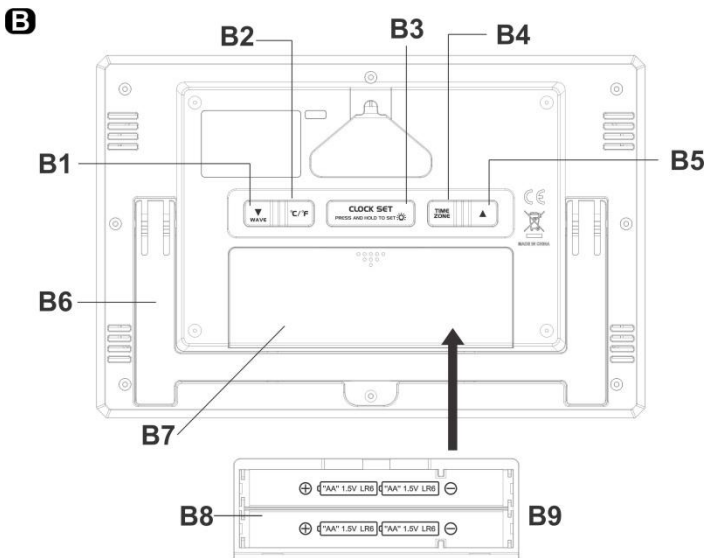 B
B2
B3
B4
B1
B5
▼
WAVE
℃/℉
CLOCK SET
PRESS AND HOLD TO SET
TIME
ZONE
▲
CE
MADE IN CHINA
B6
B7
⊕ "AA" 1.5V LR6 "AA" 1.5V LR6 ⊖
B8
B9
⊕ "AA" 1.5V LR6 "AA" 1.5V LR6 ⊖